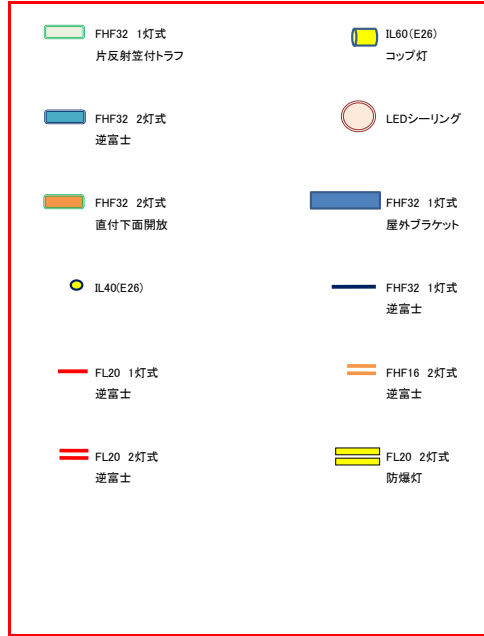 FHF32 1灯式
片反射笠付トラフ
IL60(E26)
コップ灯
FHF32 2灯式
逆富士
LEDシーリング
FHF32 2灯式
直付下面開放
FHF32 1灯式
屋外ブラケット
IL40(E26)
FHF32 1灯式
逆富士
FL20 1灯式
逆富士
FHF16 2灯式
逆富士
FL20 2灯式
逆富士
FL20 2灯式
防爆灯